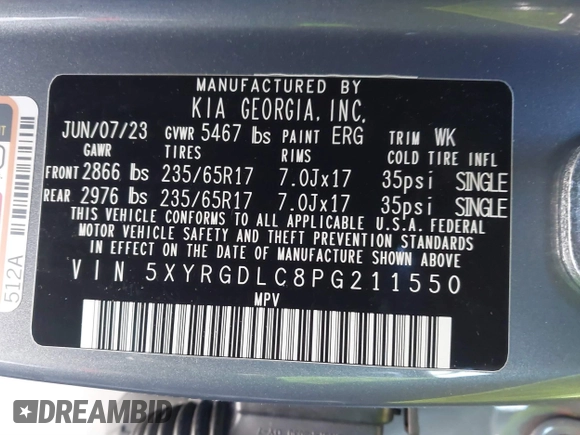 MANUFACTURED BY
KIA GEORGIA, INC.
JUN/07/23 GVWR 5467 lbs PAINT ERG TRIM WK
GAWR TIRES RIMS COLD TIRE INFL
FRONT 2866 lbs 235/65R17 7.0Jx17 35psi SINGLE
REAR 2976 lbs 235/65R17 7.0Jx17 35psi SINGLE
THIS VEHICLE CONFORMS TO ALL APPLICABLE U.S.A. FEDERAL
MOTOR VEHICLE SAFETY AND THEFT PREVENTION STANDARDS
IN EFFECT ON THE DATE OF MANUFACTURE SHOWN ABOVE.
VIN 5XYRGDLC8PG211550
MPV
512A
DREAMBID